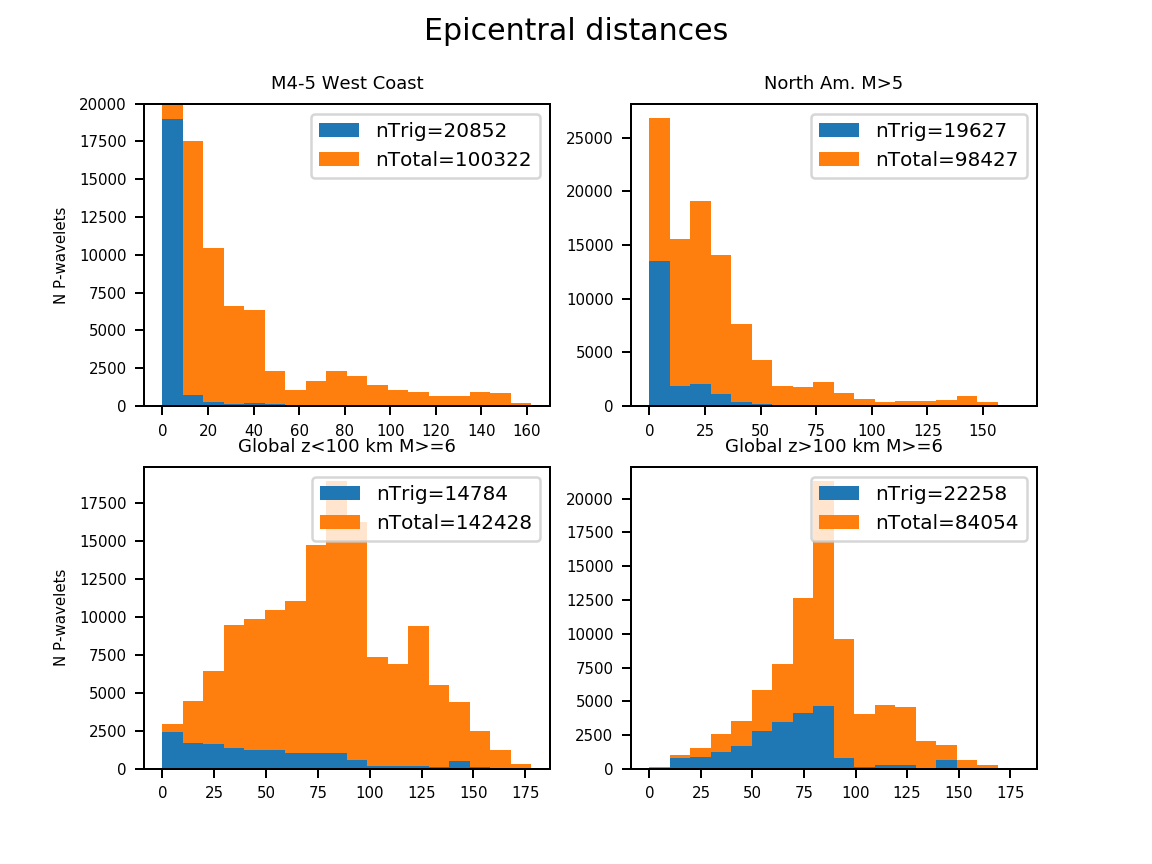 Epicentral distances
M4-5 West Coast
North Am. M>5
20000
17500
15000
12500
10000
7500
5000
2500
0
N P-wavelets
nTrig=20852
nTotal=100322
0 20 40 60 80 100 120 140 160
25000
20000
15000
10000
5000
0
nTrig=19627
nTotal=98427
0 25 50 75 100 125 150
Global z<100 km M>=6
Global z>100 km M>=6
17500
15000
12500
10000
7500
5000
2500
0
N P-wavelets
nTrig=14784
nTotal=142428
0 25 50 75 100 125 150 175
20000
17500
15000
12500
10000
7500
5000
2500
0
nTrig=22258
nTotal=84054
0 25 50 75 100 125 150 175